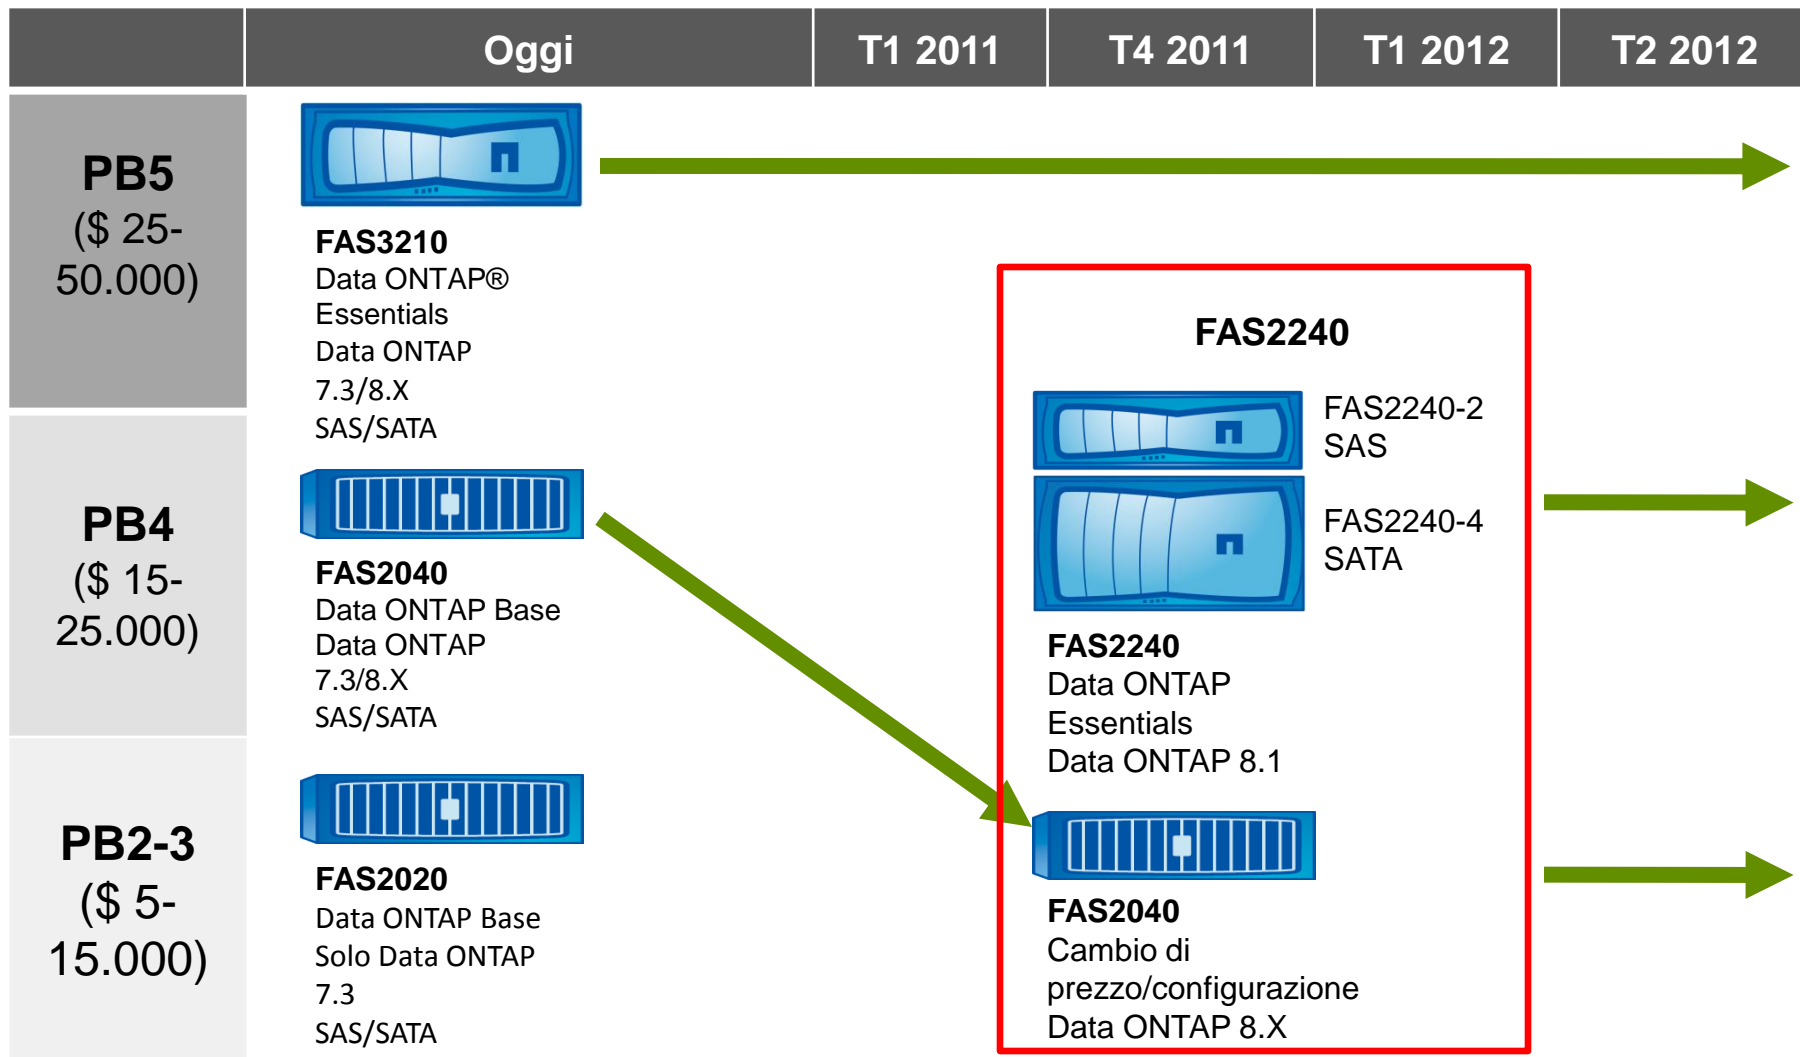 Oggi
T1 2011
T4 2011
T1 2012
T2 2012
PB5
($ 25-
50.000)
FAS3210
Data ONTAP®
Essentials
Data ONTAP
7.3/8.X
SAS/SATA
PB4
($ 15-
25.000)
FAS2040
Data ONTAP Base
Data ONTAP
7.3/8.X
SAS/SATA
PB2-3
($ 5-
15.000)
FAS2020
Data ONTAP Base
Solo Data ONTAP
7.3
SAS/SATA
FAS2240
FAS2240-2
SAS
FAS2240-4
SATA
FAS2240
Data ONTAP
Essentials
Data ONTAP 8.1
FAS2040
Cambio di
prezzo/configurazione
Data ONTAP 8.X